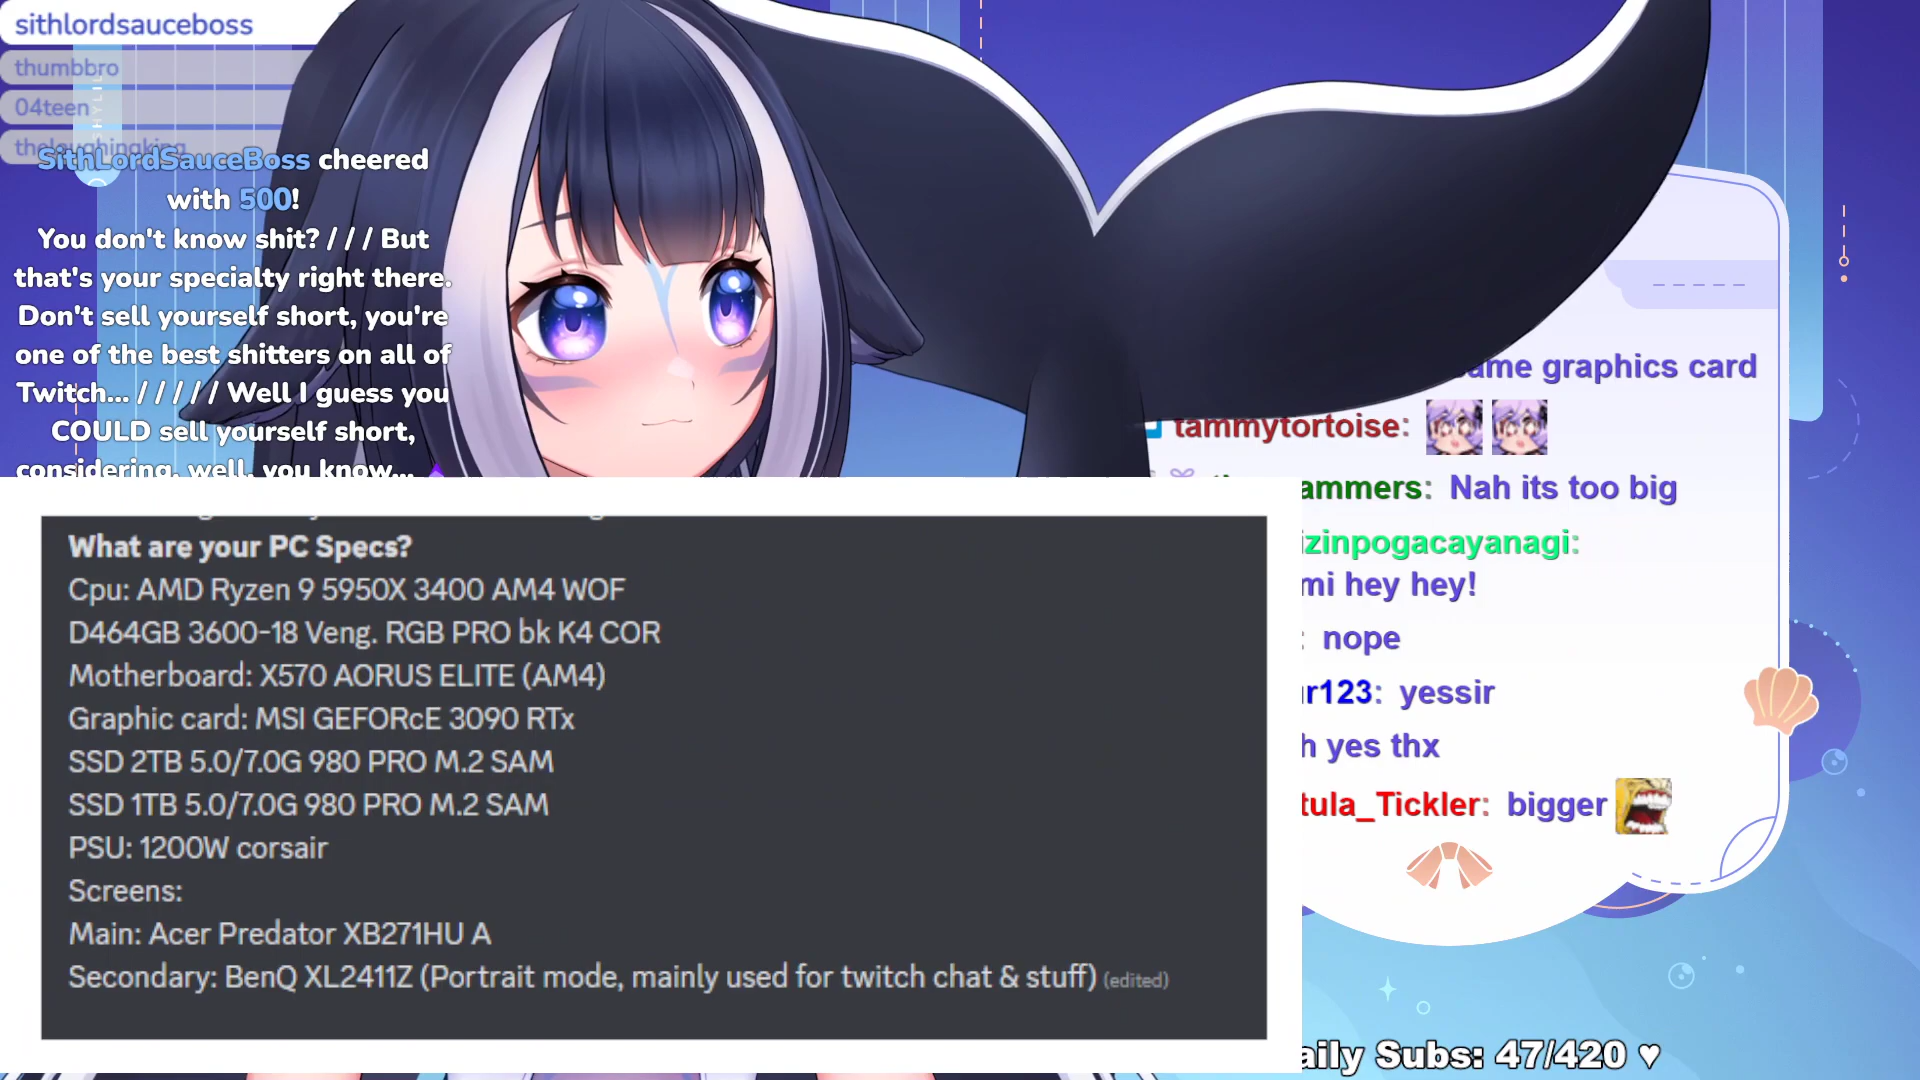 sithlordsauceboss
thumbbro
04teen
thelaughingking
SithLordSauceBoss cheered
with 500!
You don't know shit? / / / But
that's your specialty right there.
Don't sell yourself short, you're
one of the best shitters on all of
Twitch... / / / / / Well I guess you
COULD sell yourself short,
considering, well, you know...
What are your PC Specs?
Cpu: AMD Ryzen 9 5950X 3400 AM4 WOF
D464GB 3600-18 Veng. RGB PRO bk K4 COR
Motherboard: X570 AORUS ELITE (AM4)
Graphic card: MSI GEFORcE 3090 RTx
SSD 2TB 5.0/7.0G 980 PRO M.2 SAM
SSD 1TB 5.0/7.0G 980 PRO M.2 SAM
PSU: 1200W corsair
Screens:
Main: Acer Predator XB271HU A
Secondary: BenQ XL2411Z (Portrait mode, mainly used for twitch chat & stuff) (edited)
ame graphics card
tammytortoise:
ammers: Nah its too big
izinpogacayanagi:
mi hey hey!
: nope
r123: yessir
h yes thx
tula_Tickler: bigger
aily Subs: 47/420 ♥